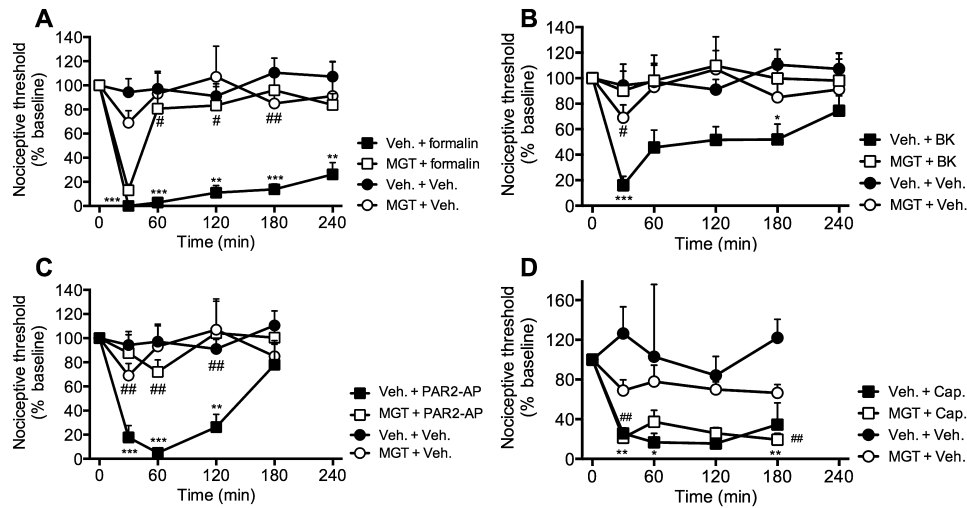 A
Nociceptive threshold
(% baseline)
140
120
100
80
60
40
20
0
***
***
**
***
**
#
#
##
0 60 120 180 240
Time (min)
Veh. + formalin
MGT + formalin
Veh. + Veh.
MGT + Veh.
B
Nociceptive threshold
(% baseline)
140
120
100
80
60
40
20
0
#
***
*
0 60 120 180 240
Time (min)
Veh. + BK
MGT + BK
Veh. + Veh.
MGT + Veh.
C
Nociceptive threshold
(% baseline)
140
120
100
80
60
40
20
0
##
##
##
***
***
**
0 60 120 180 240
Time (min)
Veh. + PAR2-AP
MGT + PAR2-AP
Veh. + Veh.
MGT + Veh.
D
Nociceptive threshold
(% baseline)
160
120
80
40
0
##
##
**
*
**
0 60 120 180 240
Time (min)
Veh. + Cap.
MGT + Cap.
Veh. + Veh.
MGT + Veh.